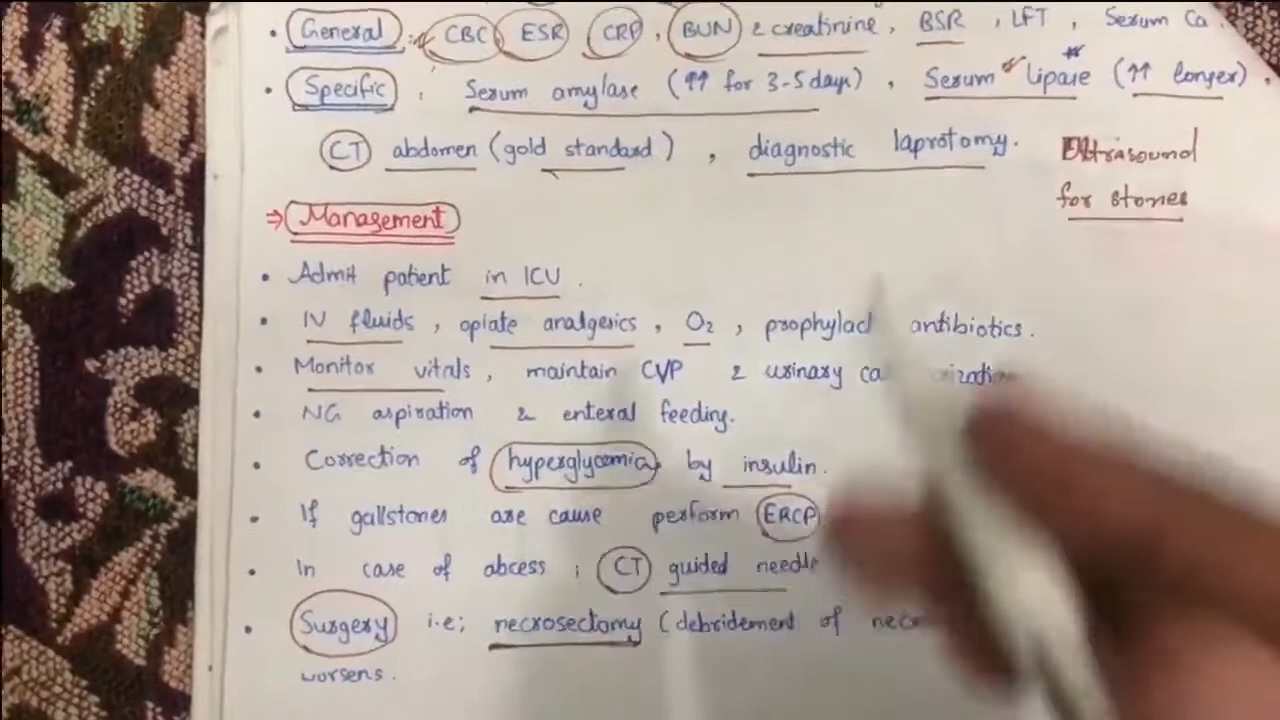 • General : CBC, ESR, CRP, BUN & creatinine, BSR, LFT, Serum Ca.
• Specific : Serum amylase (↑↑ for 3-5 days), Serum lipase (↑↑ longer),
CT abdomen (gold standard), diagnostic laprotomy.
Ultrasound
for stones
⇒ Management
• Admit patient in ICU.
• IV fluids, opiate analgesics, O2, prophylact antibiotics.
• Monitor vitals, maintain CVP & urinary
• NG aspiration & enteral feeding.
• Correction of hyperglycemia by insulin.
• If gallstones are cause perform ERCP
• In case of abcess : CT guided needle
• Surgery i.e; necrosectomy (debridement of
worsens.